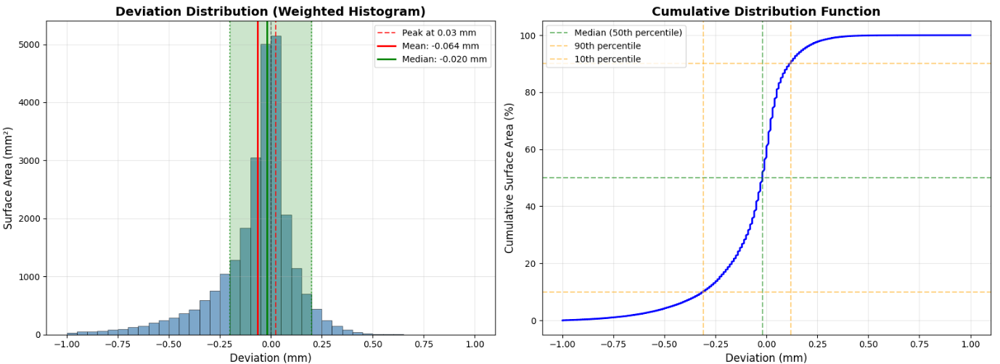 Deviation Distribution (Weighted Histogram)
Surface Area (mm²)
5000
4000
3000
2000
1000
0
Peak at 0.03 mm
Mean: -0.064 mm
Median: -0.020 mm
−1.00 −0.75 −0.50 −0.25 0.00 0.25 0.50 0.75 1.00
Deviation (mm)
Cumulative Distribution Function
Cumulative Surface Area (%)
100
80
60
40
20
0
Median (50th percentile)
90th percentile
10th percentile
−1.00 −0.75 −0.50 −0.25 0.00 0.25 0.50 0.75 1.00
Deviation (mm)